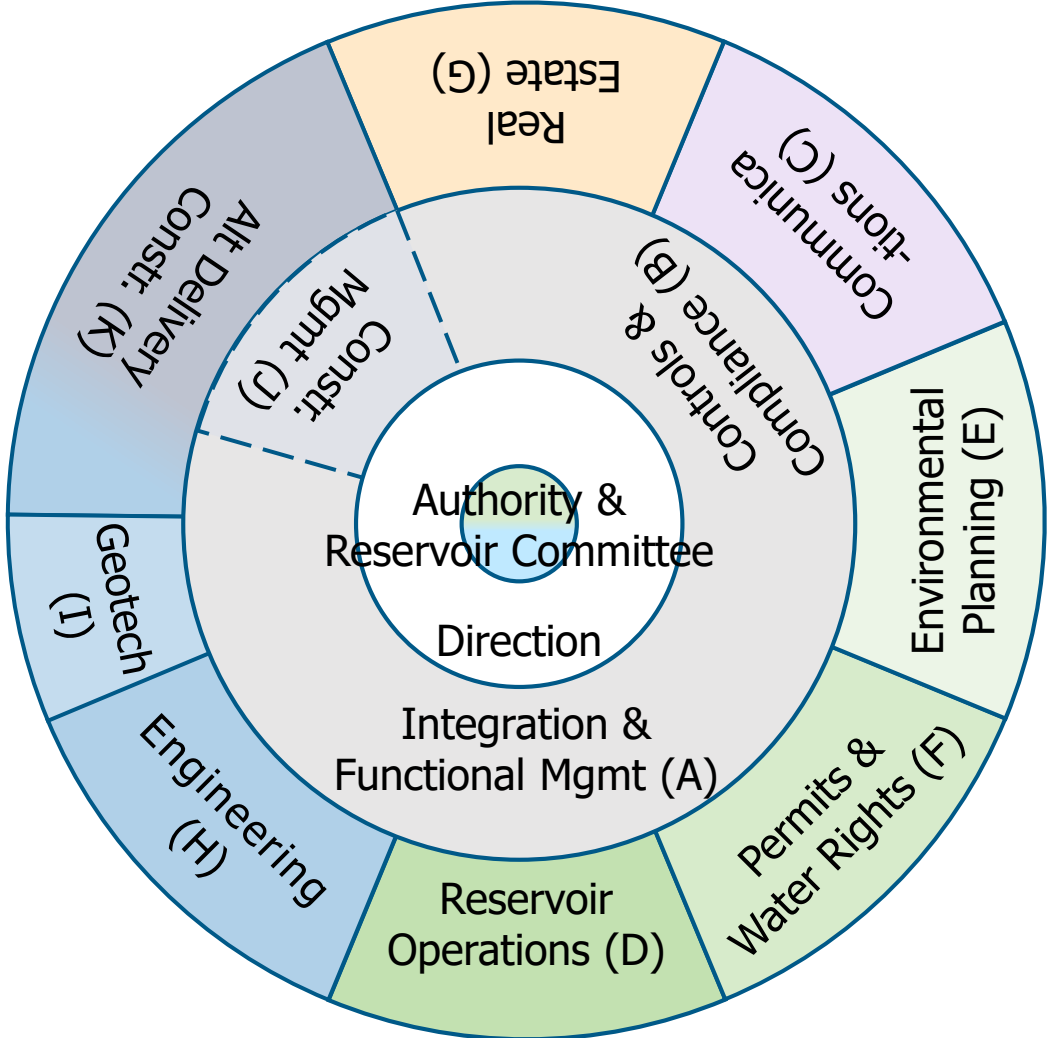 Real
Estate (G)
Communica
-tions (C)
Environmental
Planning (E)
Permits &
Water Rights (F)
Reservoir
Operations (D)
Engineering
(H)
Geotech
(I)
Alt Delivery
Constr. (K)
Constr.
Mgmt (J)
Controls &
Compliance (B)
Authority &
Reservoir Committee
Direction
Integration &
Functional Mgmt (A)